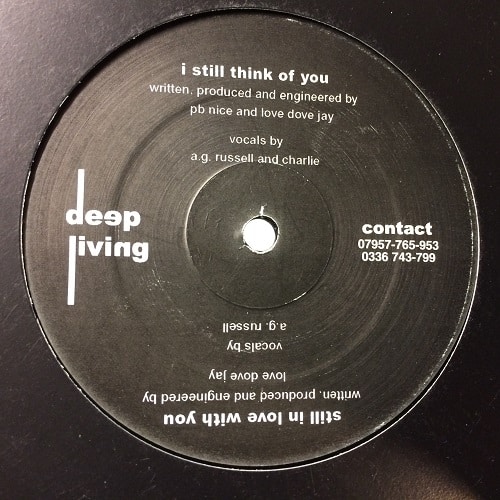 i still think of you
written, produced and engineered by
pb nice and love dove jay
vocals by
a.g. russell and charlie
deep
living
contact
07957-765-953
0336 743-799
still in love with you
written, produced and engineered by
love dove jay
vocals by
a.g. russell